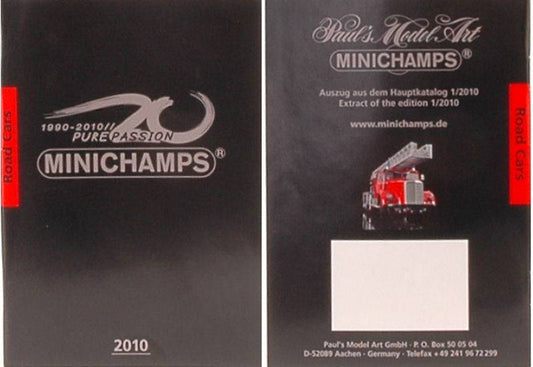 Road Cars
20
1990-2010//
PURE PASSION
MINICHAMPS®
2010
Paul's Model Art
MINICHAMPS®
Auszug aus dem Hauptkatalog 1/2010
Extract of the edition 1/2010
www.minichamps.de
Road Cars
Paul's Model Art GmbH · P. O. Box 50 05 04
D-52089 Aachen · Germany · Telefax +49 241 96 72 299